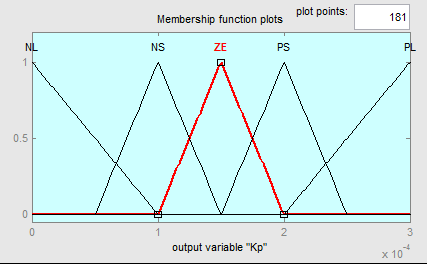 Membership function plots
plot points: 181
NL NS ZE PS PL
1
0.5
0
0 1 2 3
x 10^-4
output variable "Kp"